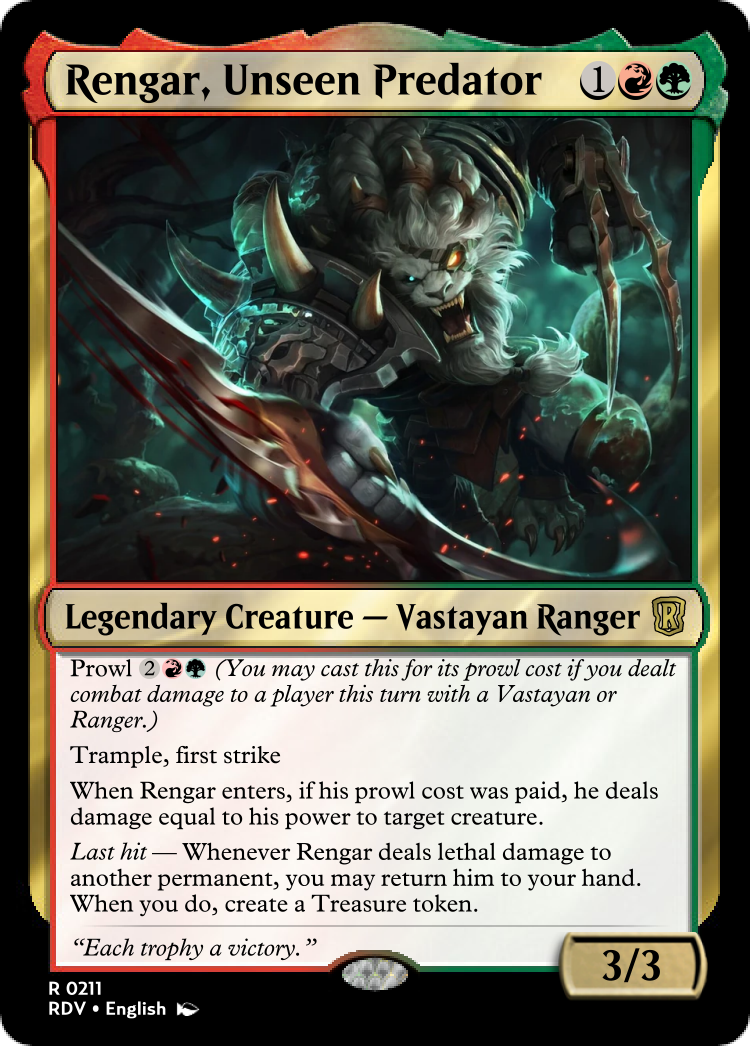 Rengar, Unseen Predator 1
Legendary Creature — Vastayan Ranger R
Prowl 2 (You may cast this for its prowl cost if you dealt
combat damage to a player this turn with a Vastayan or
Ranger.)
Trample, first strike
When Rengar enters, if his prowl cost was paid, he deals
damage equal to his power to target creature.
Last hit — Whenever Rengar deals lethal damage to
another permanent, you may return him to your hand.
When you do, create a Treasure token.
“Each trophy a victory.”
3/3
R 0211
RDV • English